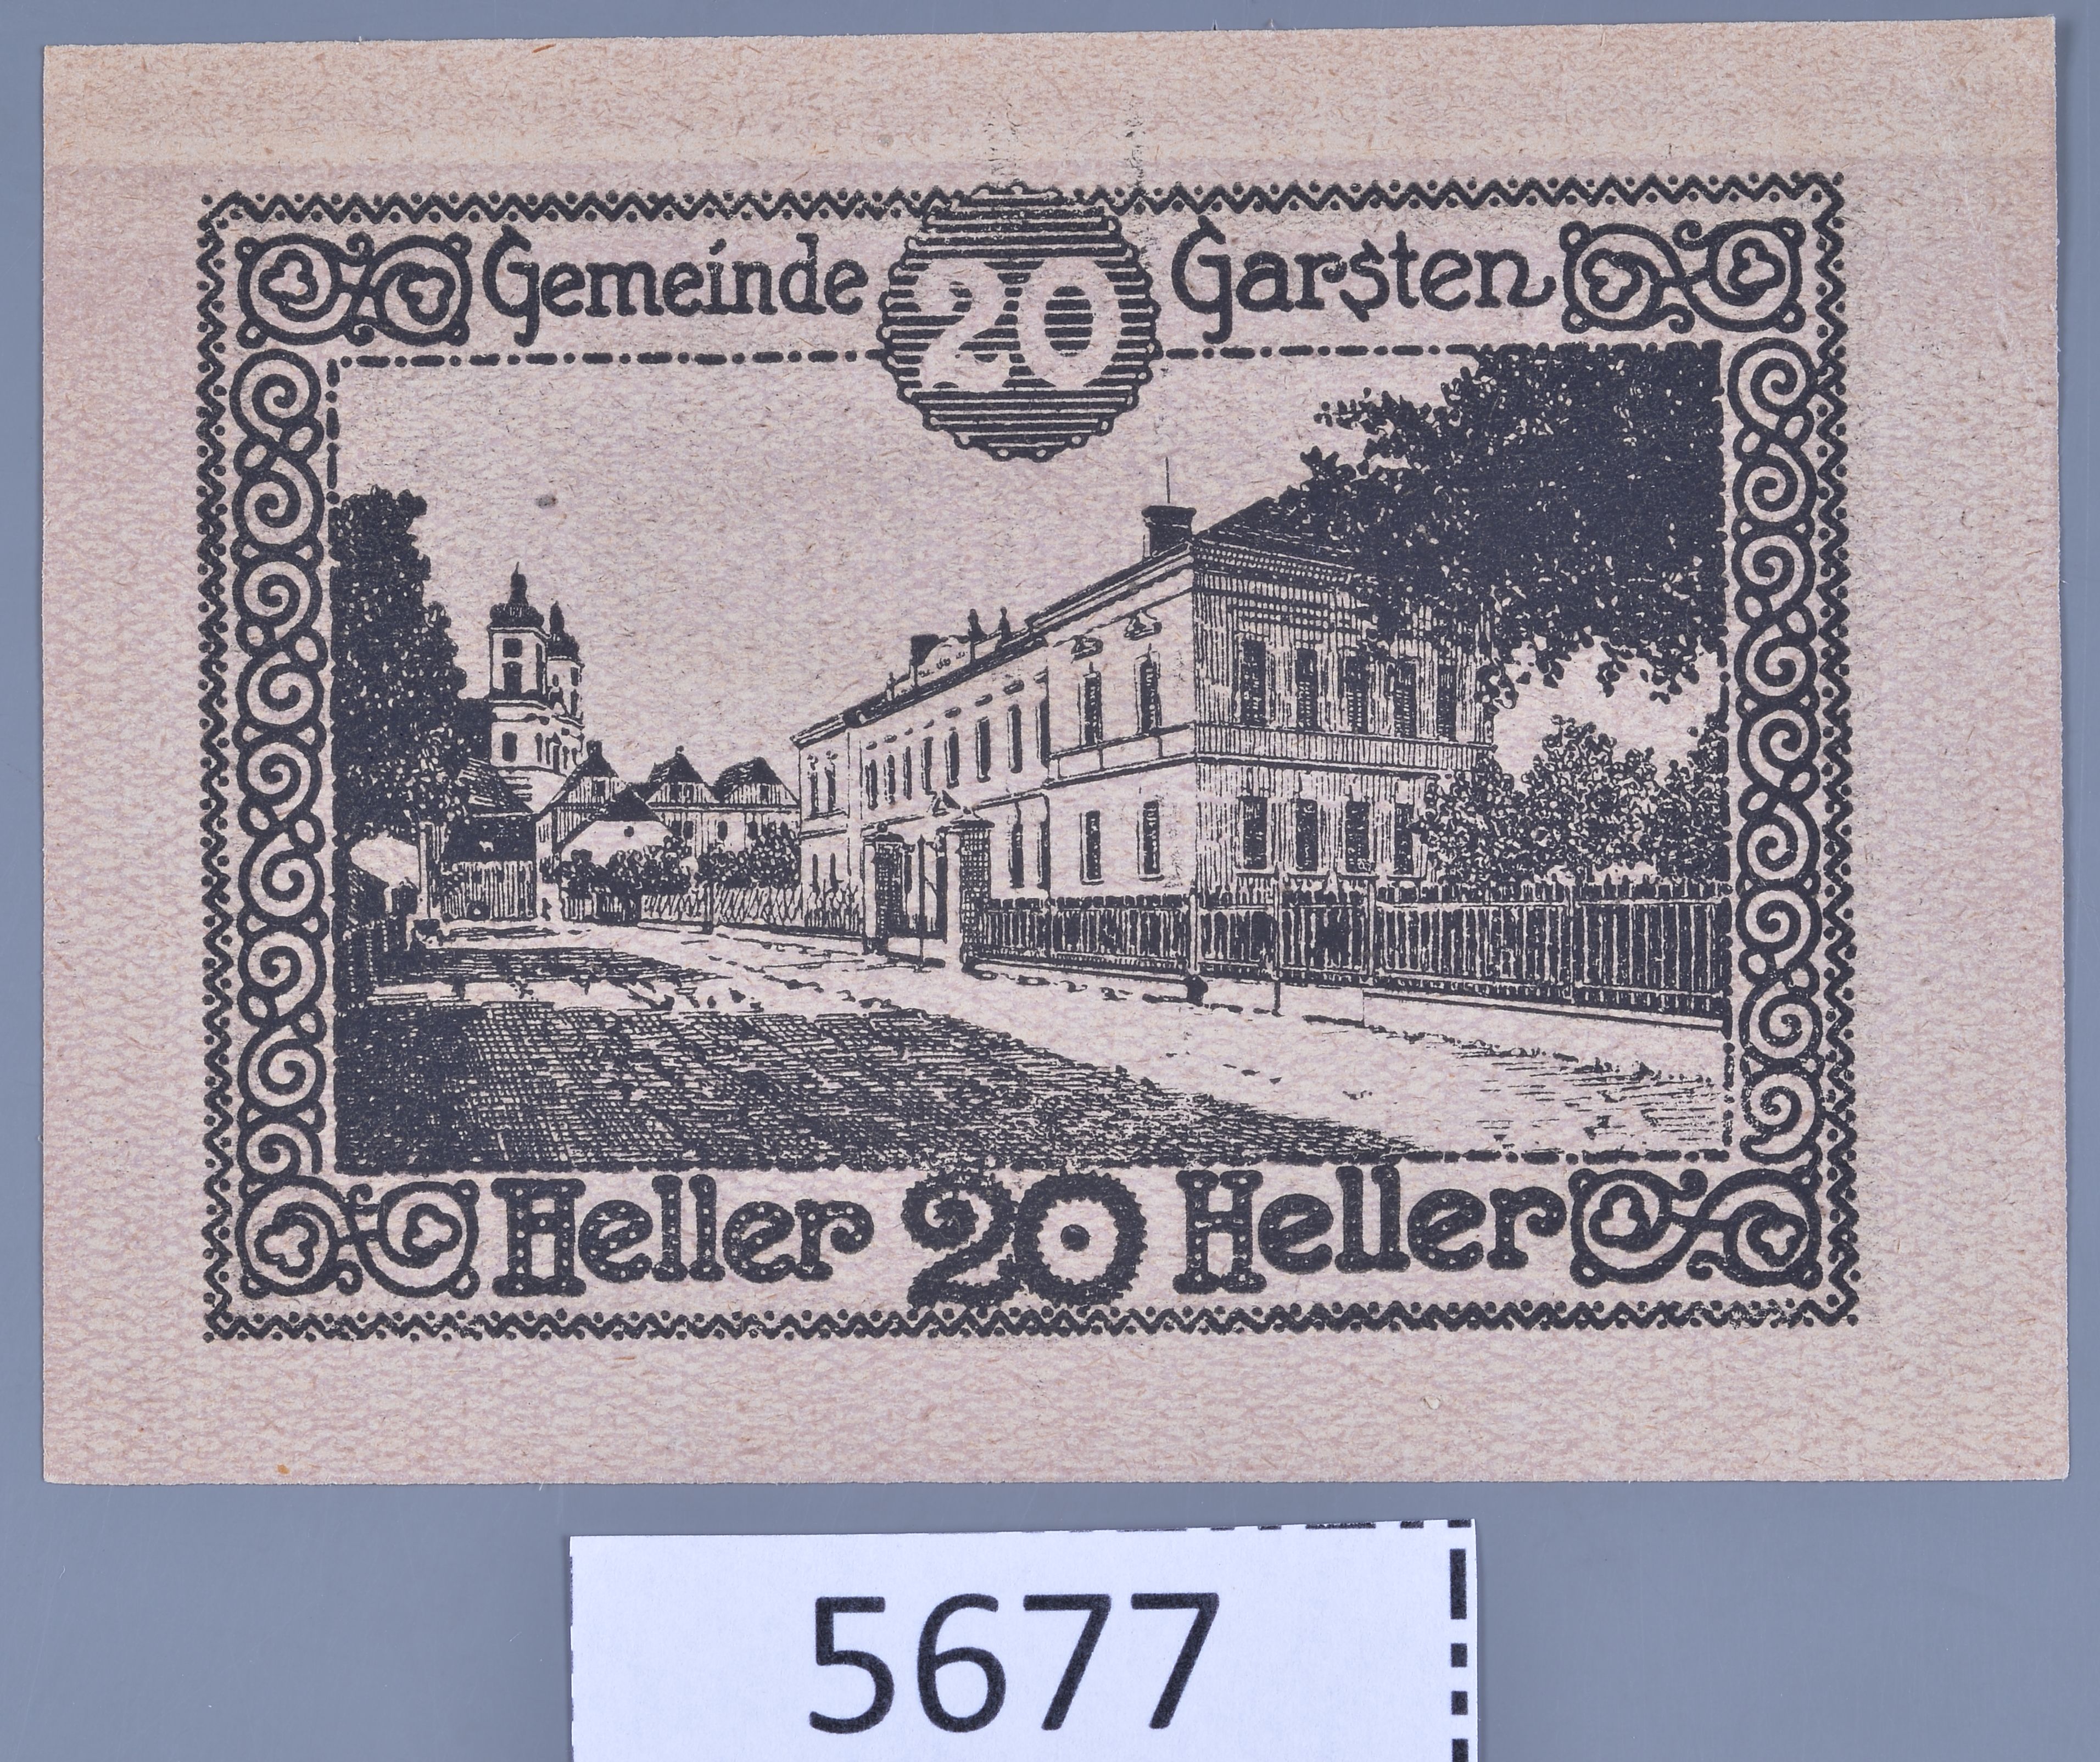 Gemeinde 20 Garsten
Heller 20 Heller
5677